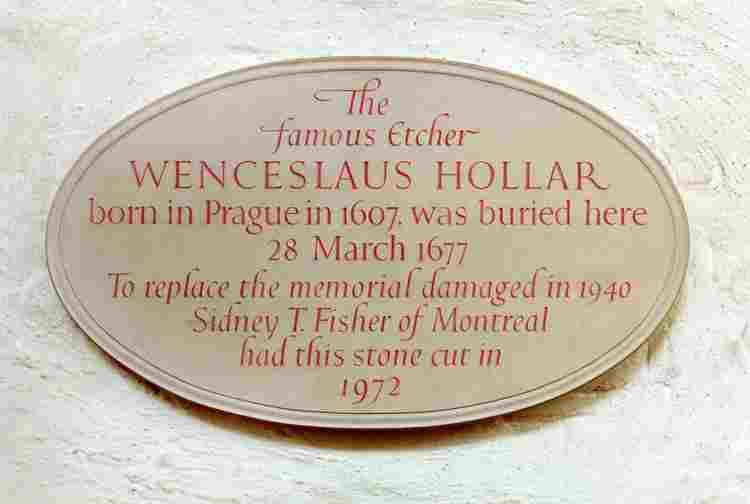 The
famous Etcher
WENCESLAUS HOLLAR
born in Prague in 1607. was buried here
28 March 1677
To replace the memorial damaged in 1940
Sidney T. Fisher of Montreal
had this stone cut in
1972